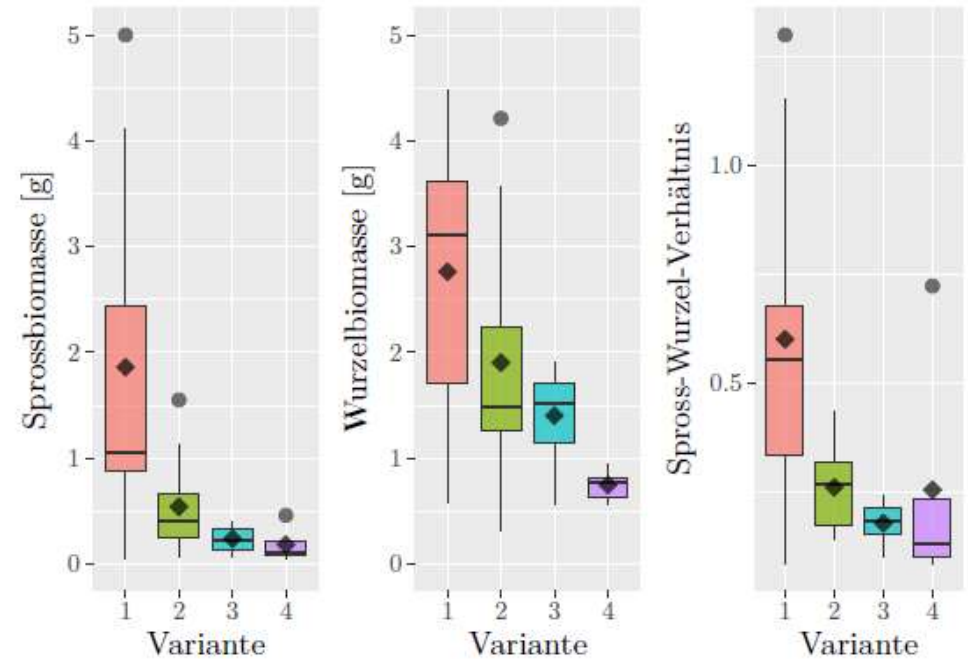 Sprossbiomasse [g]
5
4
3
2
1
0
1 2 3 4
Variante
Wurzelbiomasse [g]
5
4
3
2
1
0
1 2 3 4
Variante
Spross-Wurzel-Verhältnis
1.0
0.5
1 2 3 4
Variante